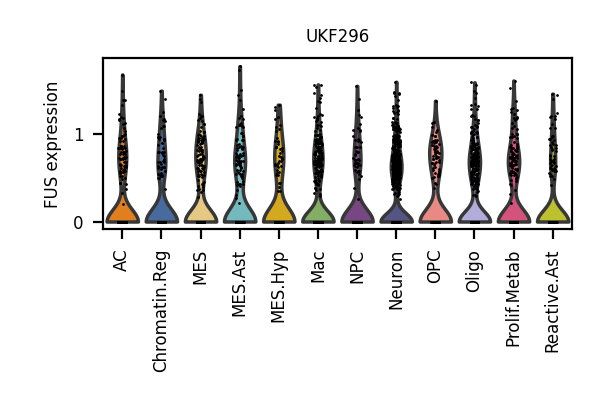 UKF296
FUS expression
1
0
AC
Chromatin.Reg
MES
MES.Ast
MES.Hyp
Mac
NPC
Neuron
OPC
Oligo
Prolif.Metab
Reactive.Ast